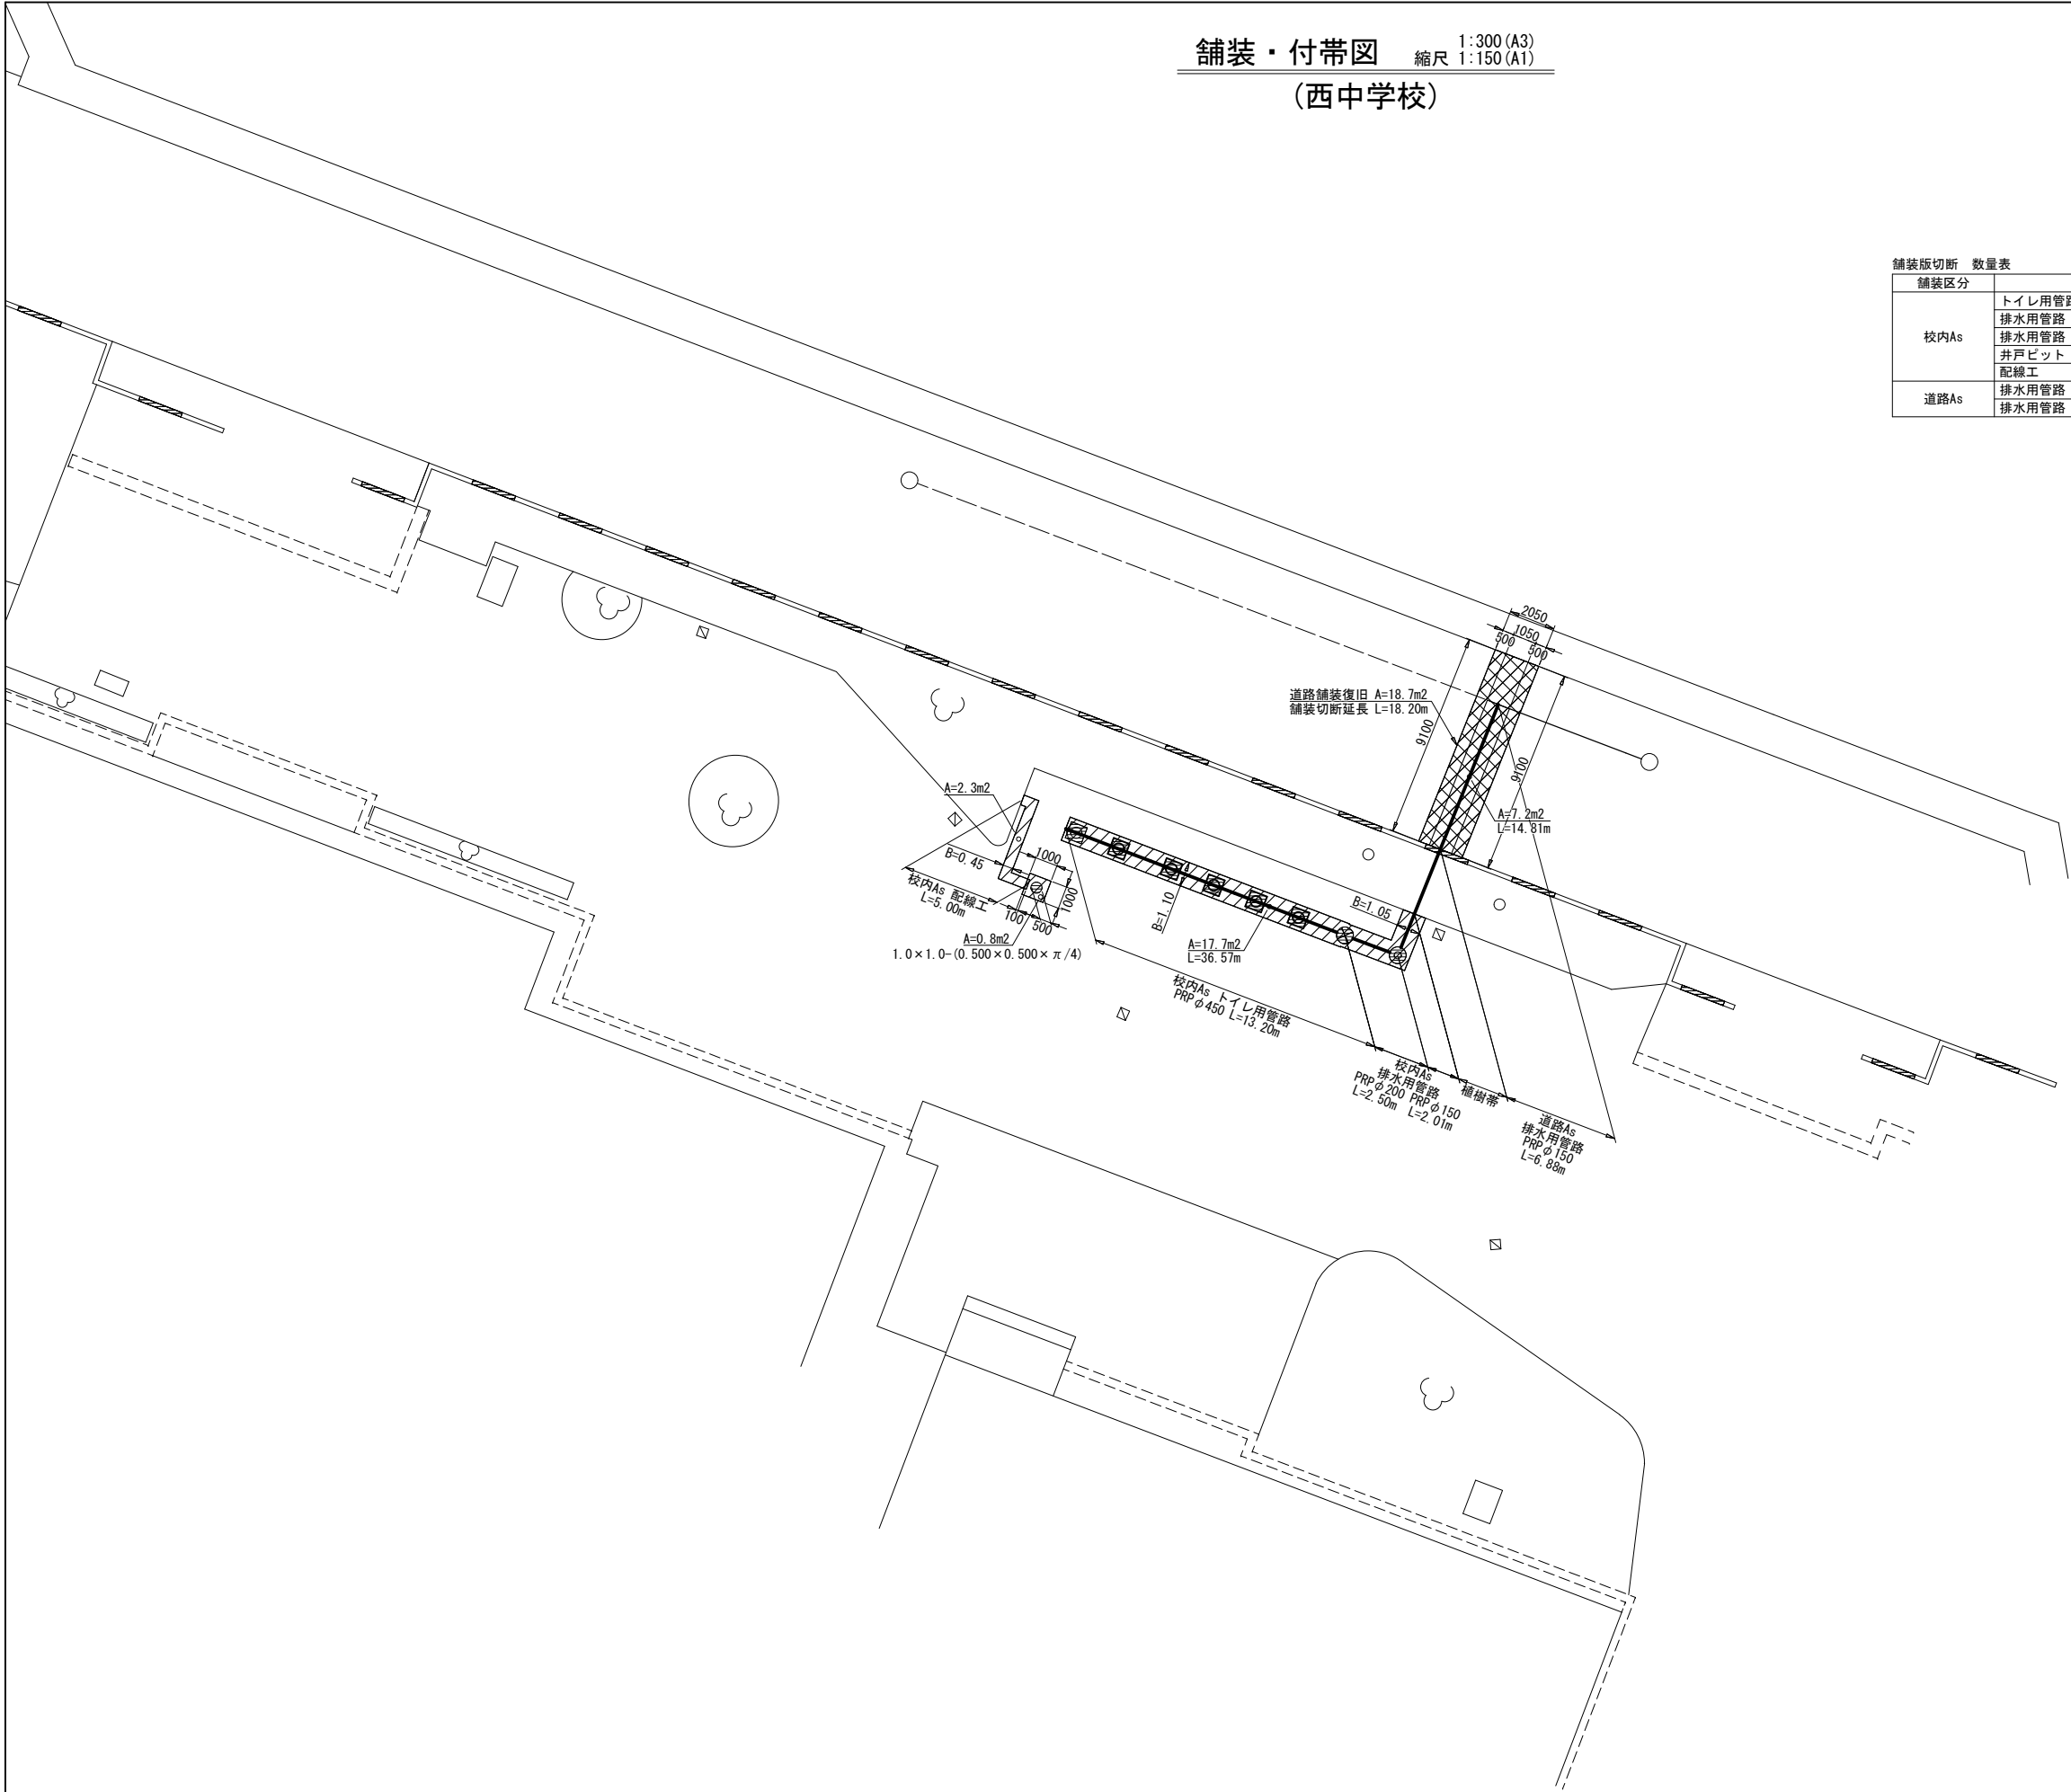 舗装・付帯図
縮尺 1:300(A3)
1:150(A1)
(西中学校)
舗装版切断 数量表
舗装区分
校内As
トイレ用管路
排水用管路
排水用管路
井戸ピット
配線工
道路As
排水用管路
排水用管路
2050
1050
500
500
道路舗装復旧 A=18.7m2
舗装切断延長 L=18.20m
9100
9100
A=7.2m2
L=14.81m
A=2.3m2
B=0.45
1000
1000
校内As 配線工
L=5.00m
100
500
A=0.8m2
1.0×1.0-(0.500×0.500×π/4)
B=1.10
B=1.05
A=17.7m2
L=36.57m
校内As トイレ用管路
PRPφ450 L=13.20m
校内As
排水用管路
PRPφ200 PRPφ150
L=2.50m L=2.01m
植樹帯
道路As
排水用管路
PRPφ150
L=6.88m